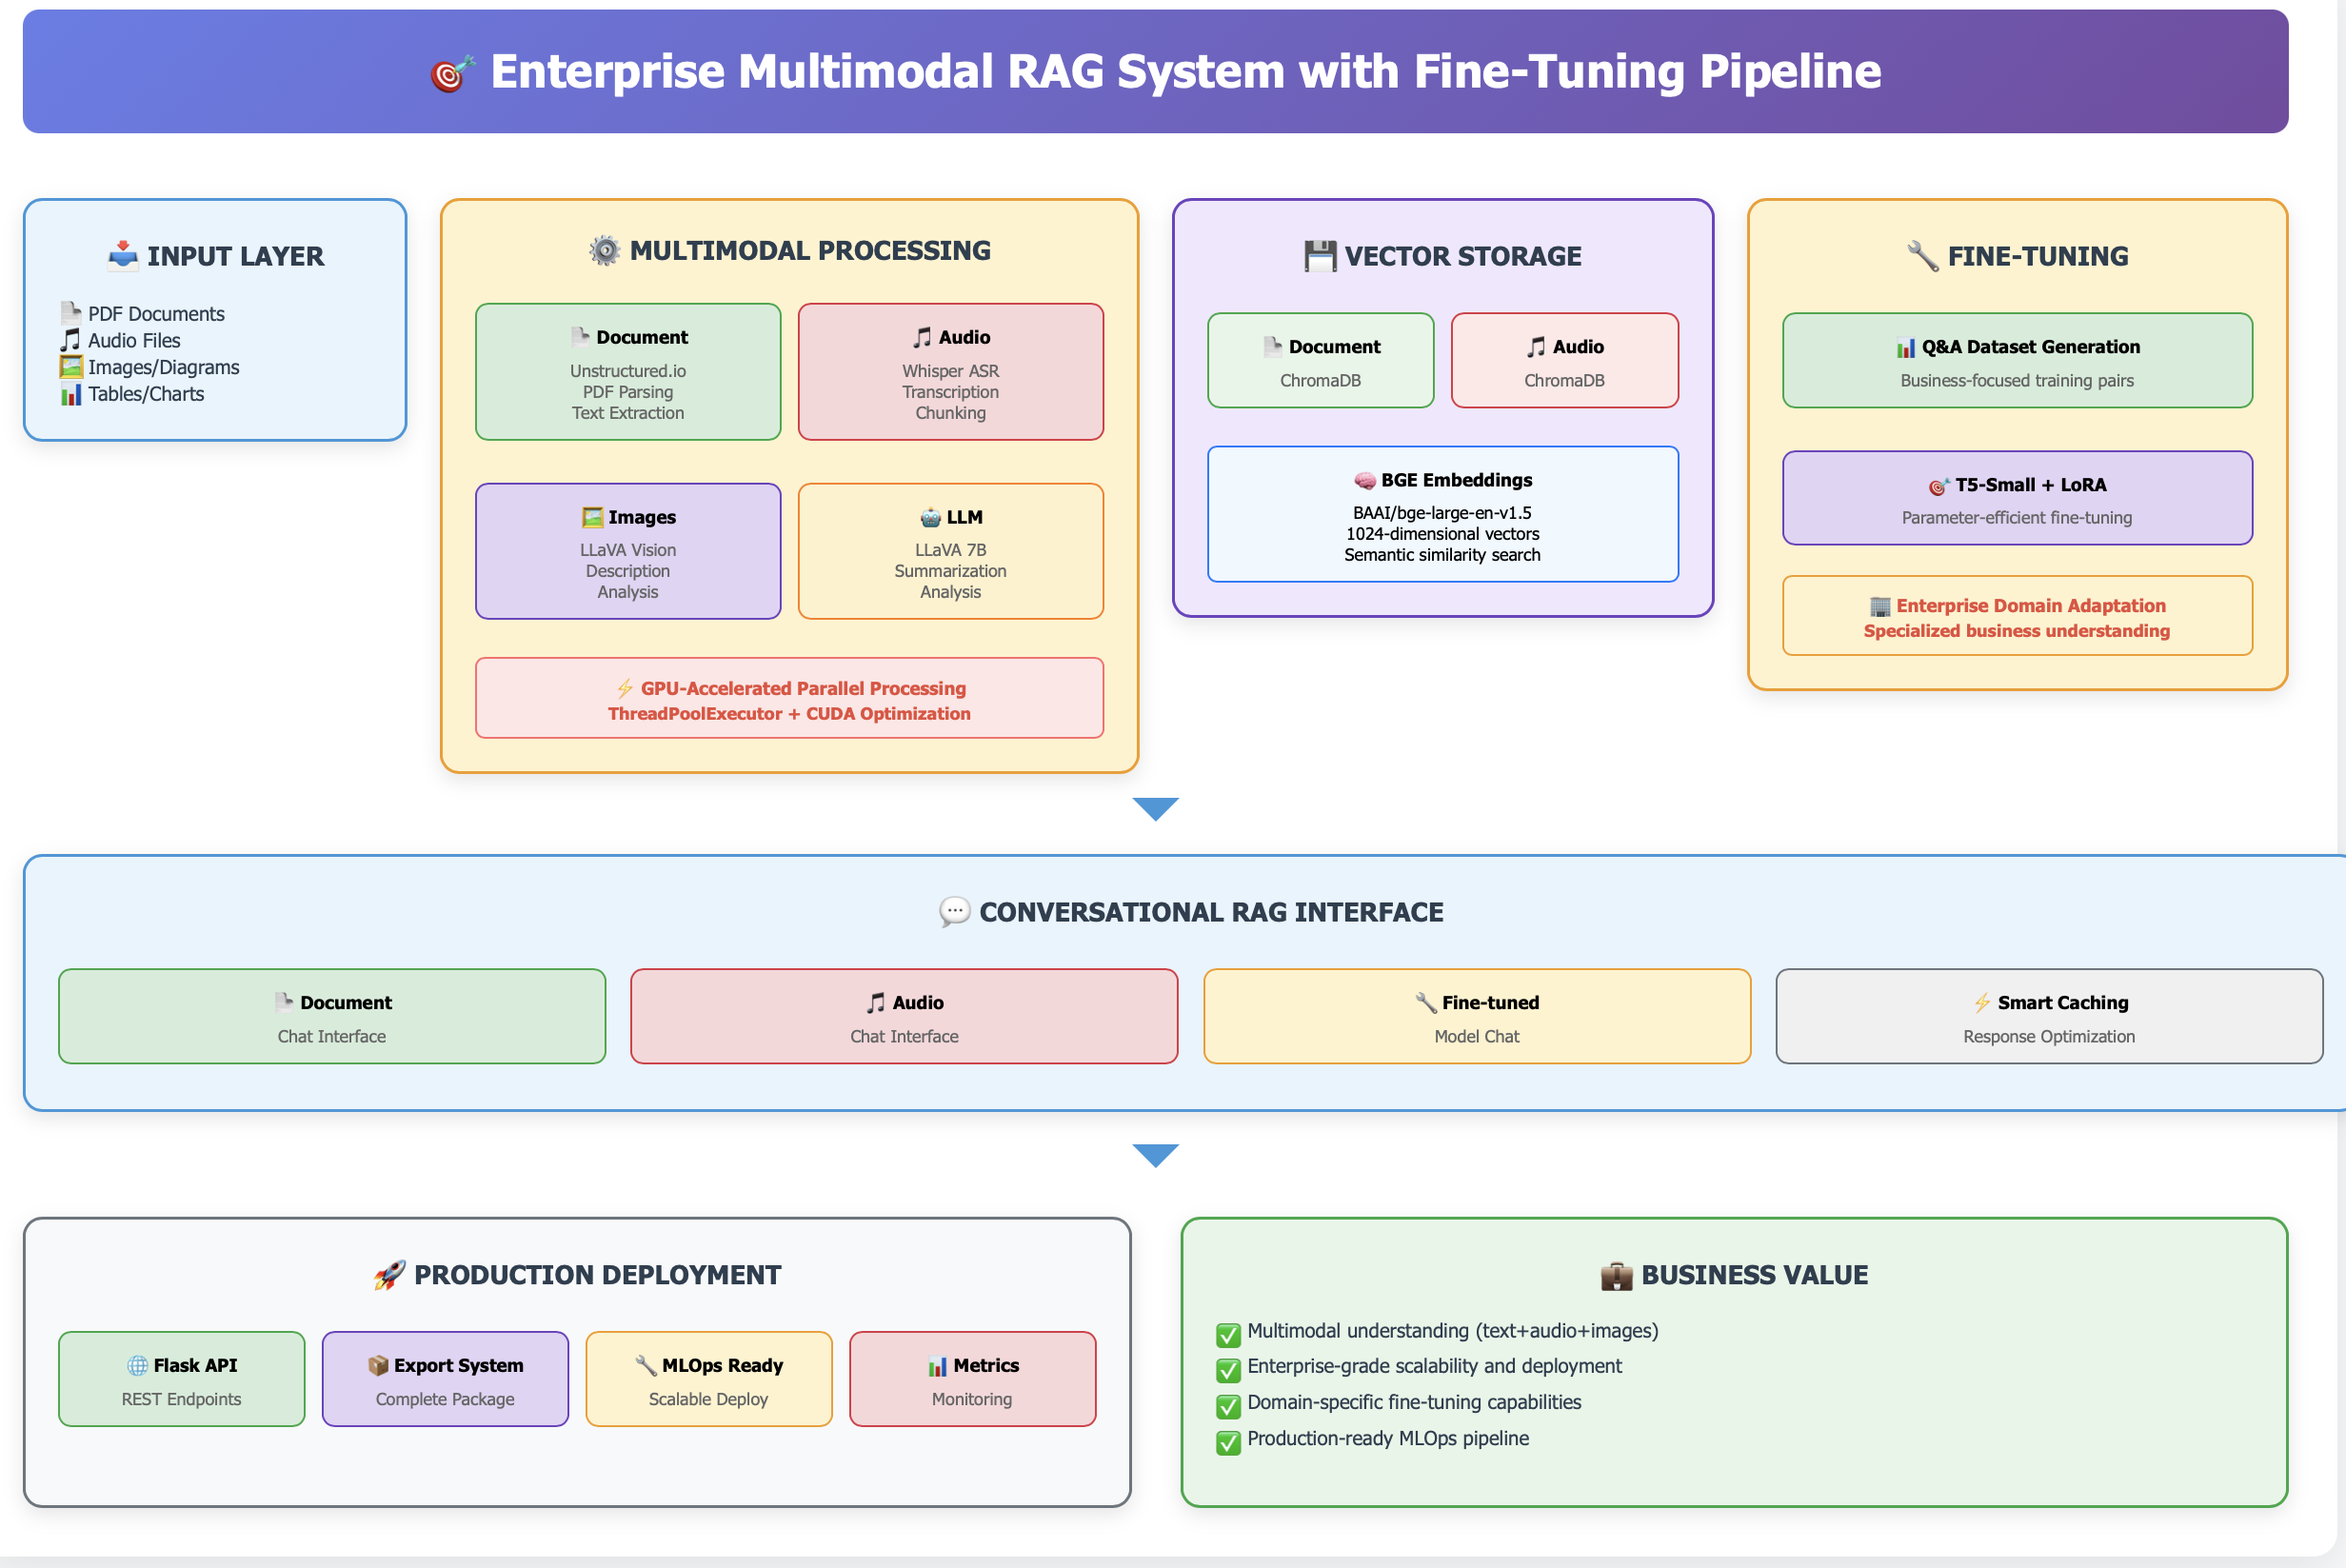 🎯 Enterprise Multimodal RAG System with Fine-Tuning Pipeline
📥 INPUT LAYER
📄 PDF Documents
🎵 Audio Files
🖼️ Images/Diagrams
📊 Tables/Charts
⚙️ MULTIMODAL PROCESSING
📄 Document
Unstructured.io
PDF Parsing
Text Extraction
🎵 Audio
Whisper ASR
Transcription
Chunking
🖼️ Images
LLaVA Vision
Description
Analysis
🤖 LLM
LLaVA 7B
Summarization
Analysis
⚡ GPU-Accelerated Parallel Processing
ThreadPoolExecutor + CUDA Optimization
💾 VECTOR STORAGE
📄 Document
ChromaDB
🎵 Audio
ChromaDB
🧠 BGE Embeddings
BAAI/bge-large-en-v1.5
1024-dimensional vectors
Semantic similarity search
🔧 FINE-TUNING
📊 Q&A Dataset Generation
Business-focused training pairs
🎯 T5-Small + LoRA
Parameter-efficient fine-tuning
🏢 Enterprise Domain Adaptation
Specialized business understanding
💬 CONVERSATIONAL RAG INTERFACE
📄 Document
Chat Interface
🎵 Audio
Chat Interface
🔧 Fine-tuned
Model Chat
⚡ Smart Caching
Response Optimization
🚀 PRODUCTION DEPLOYMENT
🌐 Flask API
REST Endpoints
📦 Export System
Complete Package
🔧 MLOps Ready
Scalable Deploy
📊 Metrics
Monitoring
💼 BUSINESS VALUE
✅ Multimodal understanding (text+audio+images)
✅ Enterprise-grade scalability and deployment
✅ Domain-specific fine-tuning capabilities
✅ Production-ready MLOps pipeline